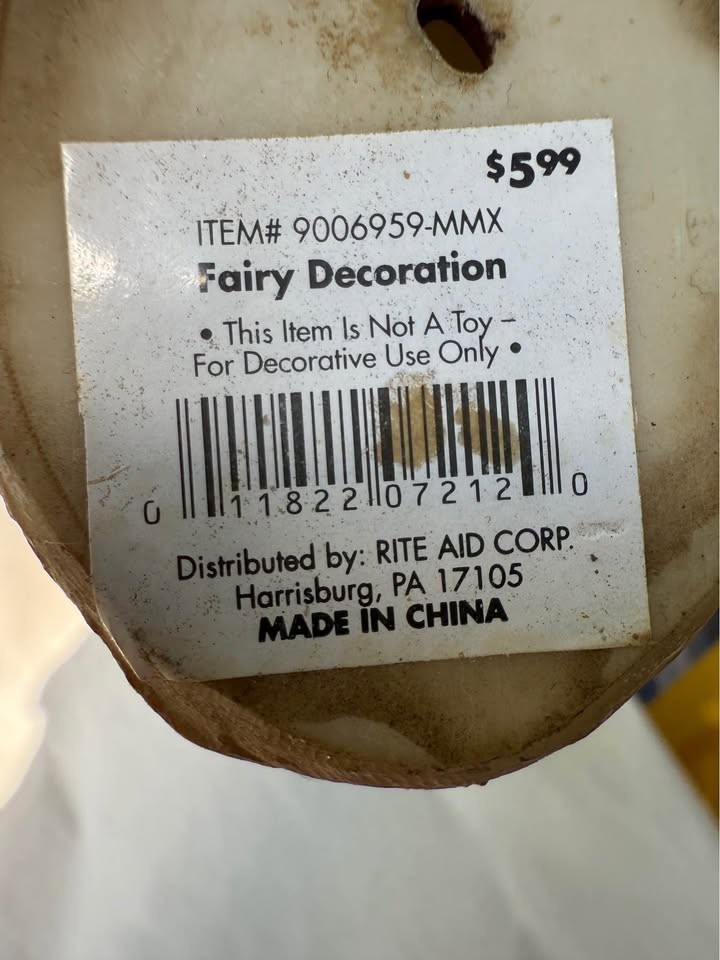 $5.99
ITEM# 9006959-MMX
Fairy Decoration
• This Item Is Not A Toy –
For Decorative Use Only •
0 11822 07212 0
Distributed by: RITE AID CORP.
Harrisburg, PA 17105
MADE IN CHINA